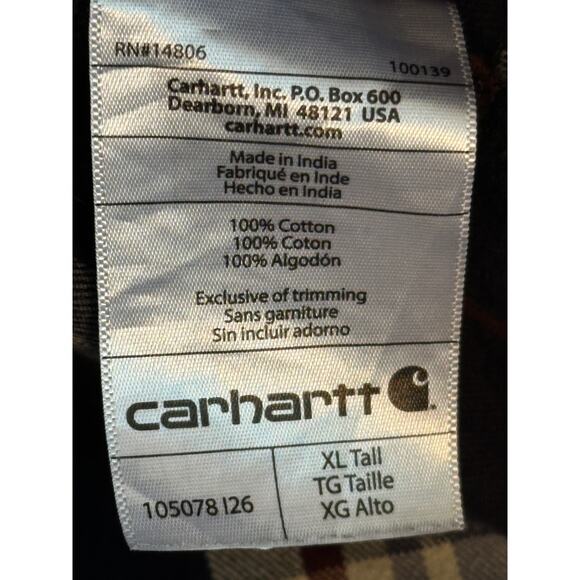 RN#14806
100139
Carhartt, Inc. P.O. Box 600
Dearborn, MI 48121 USA
carhartt.com
Made in India
Fabriqué en Inde
Hecho en India
100% Cotton
100% Coton
100% Algodón
Exclusive of trimming
Sans garniture
Sin incluir adorno
carhartt
105078 I26
XL Tall
TG Taille
XG Alto